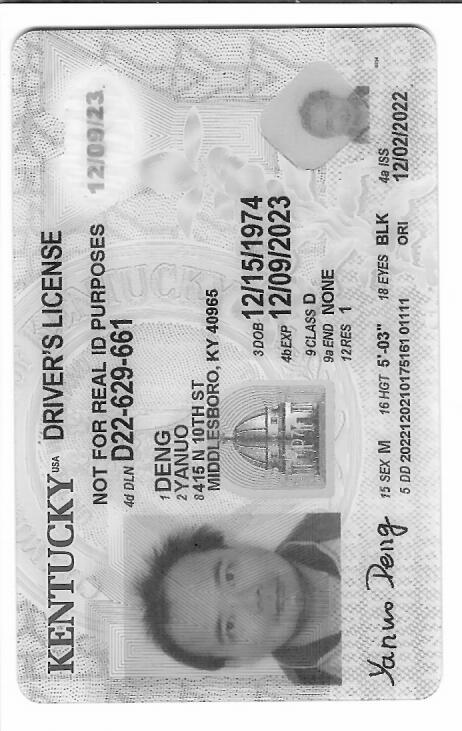 KENTUCKY USA DRIVER'S LICENSE
NOT FOR REAL ID PURPOSES
12/09/23
4d DLN D22-629-661
1 DENG
2 YANUO
8 415 N 10TH ST
MIDDLESBORO, KY 40965
3 DOB 12/15/1974
4b EXP 12/09/2023
9 CLASS D
9a END NONE
12 RES 1
15 SEX M 16 HGT 5'-03" 18 EYES BLK 4a ISS
5 DD 20221202101751610 1111 ORI 12/02/2022
Yanuo Deng
KENTUCKY